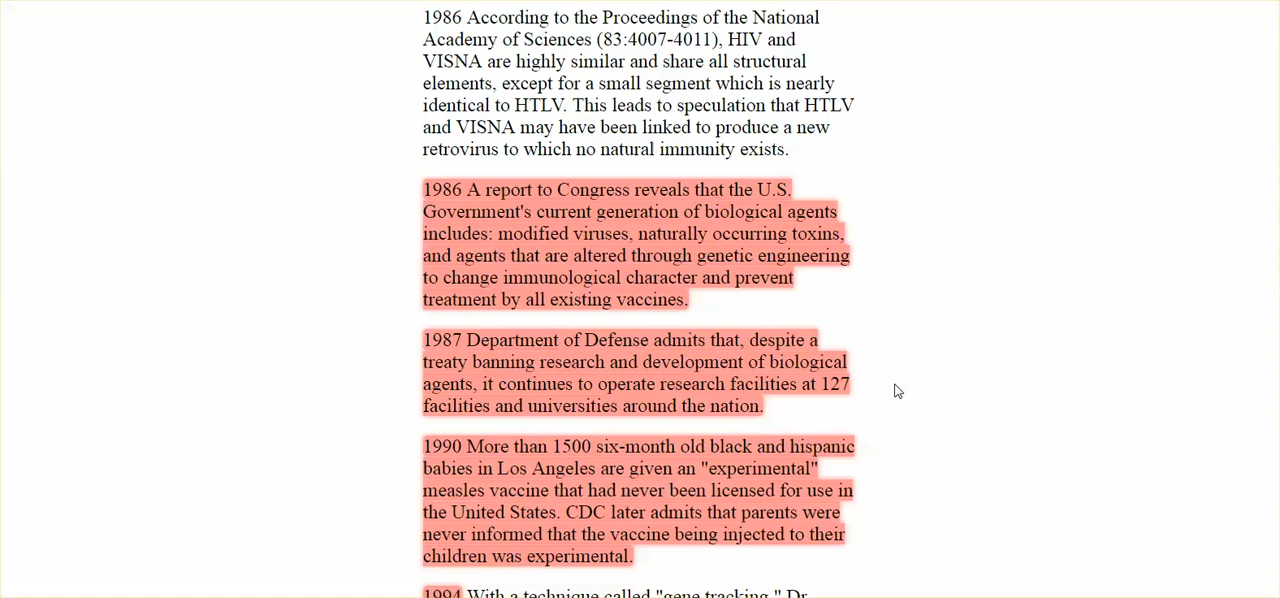 1986 According to the Proceedings of the National
Academy of Sciences (83:4007-4011), HIV and
VISNA are highly similar and share all structural
elements, except for a small segment which is nearly
identical to HTLV. This leads to speculation that HTLV
and VISNA may have been linked to produce a new
retrovirus to which no natural immunity exists.
1986 A report to Congress reveals that the U.S.
Government's current generation of biological agents
includes: modified viruses, naturally occurring toxins,
and agents that are altered through genetic engineering
to change immunological character and prevent
treatment by all existing vaccines.
1987 Department of Defense admits that, despite a
treaty banning research and development of biological
agents, it continues to operate research facilities at 127
facilities and universities around the nation.
1990 More than 1500 six-month old black and hispanic
babies in Los Angeles are given an "experimental"
measles vaccine that had never been licensed for use in
the United States. CDC later admits that parents were
never informed that the vaccine being injected to their
children was experimental.
1994 With a technique called "gene tracking," Dr.